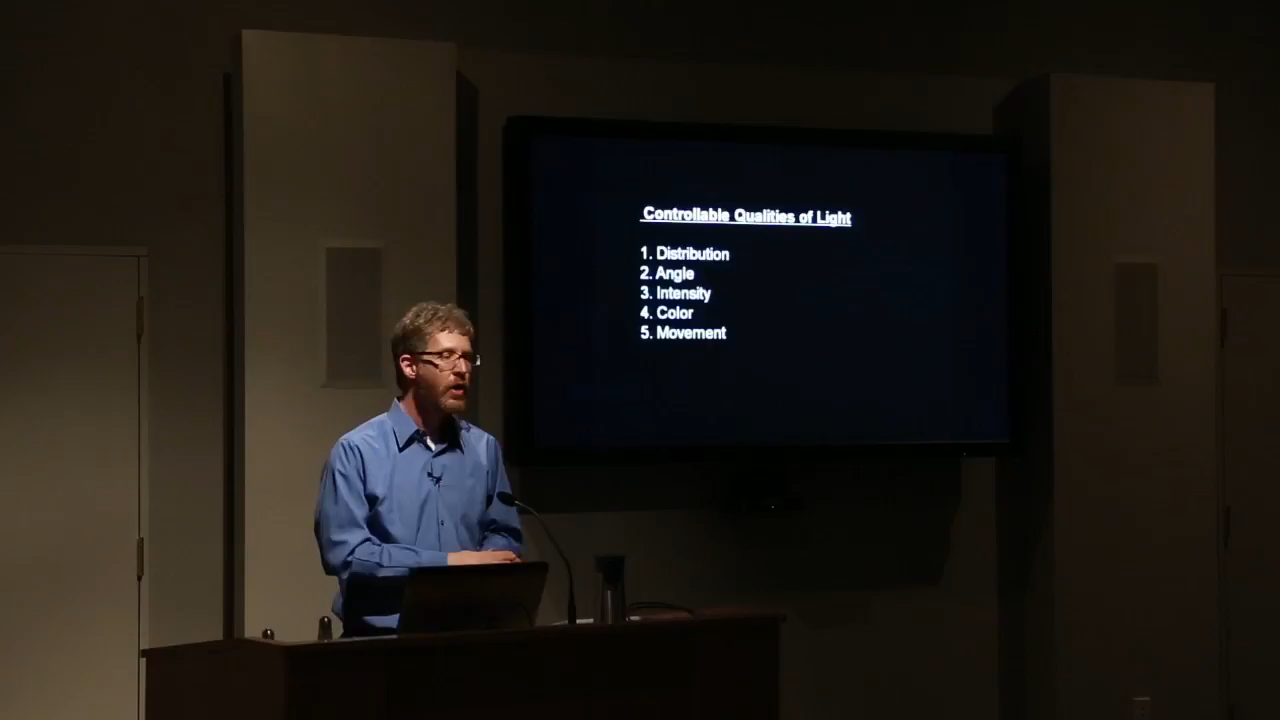 Controllable Qualities of Light
1. Distribution
2. Angle
3. Intensity
4. Color
5. Movement